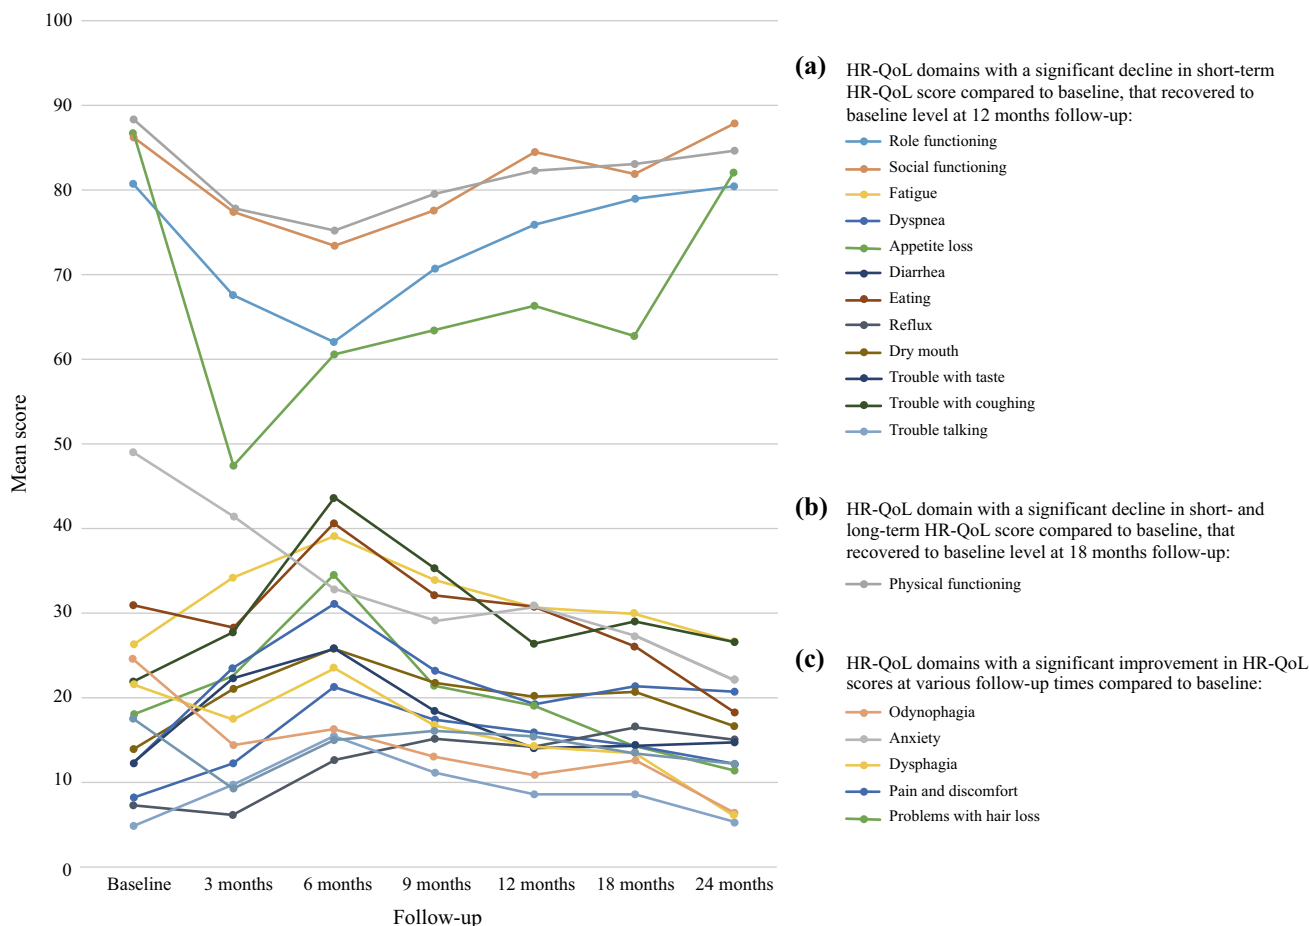 100
90
80
70
60
50
40
30
20
10
0
Mean score
Baseline 3 months 6 months 9 months 12 months 18 months 24 months
Follow-up
(a) HR-QoL domains with a significant decline in short-term
HR-QoL score compared to baseline, that recovered to
baseline level at 12 months follow-up:
Role functioning
Social functioning
Fatigue
Dyspnea
Appetite loss
Diarrhea
Eating
Reflux
Dry mouth
Trouble with taste
Trouble with coughing
Trouble talking
(b) HR-QoL domain with a significant decline in short- and
long-term HR-QoL score compared to baseline, that
recovered to baseline level at 18 months follow-up:
Physical functioning
(c) HR-QoL domains with a significant improvement in HR-QoL
scores at various follow-up times compared to baseline:
Odynophagia
Anxiety
Dysphagia
Pain and discomfort
Problems with hair loss